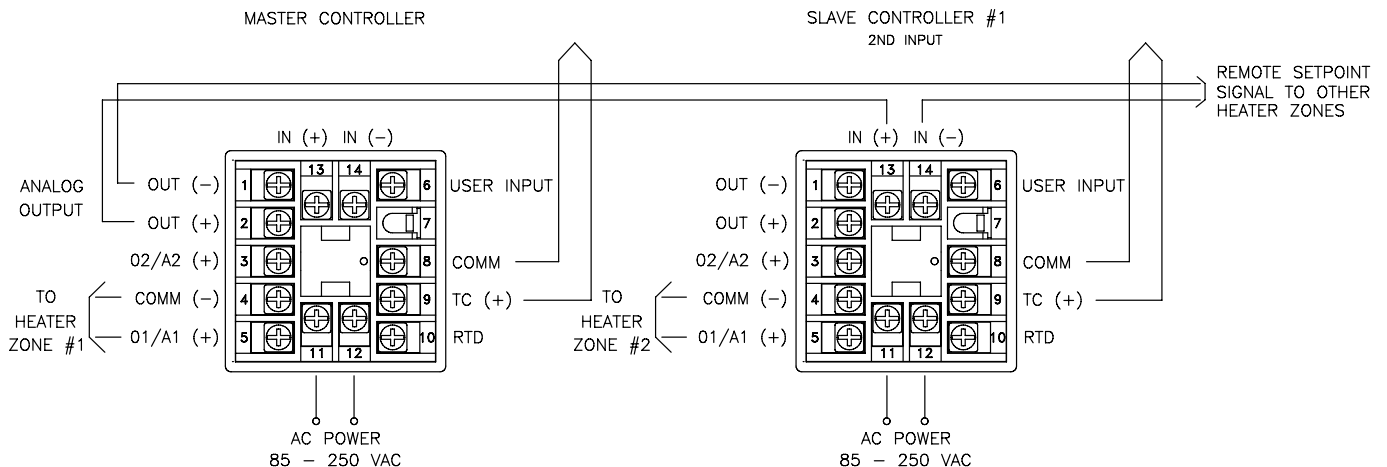 MASTER CONTROLLER
SLAVE CONTROLLER #1
2ND INPUT
REMOTE SETPOINT
SIGNAL TO OTHER
HEATER ZONES
IN (+) IN (-)
IN (+) IN (-)
ANALOG
OUTPUT
OUT (-)
OUT (+)
02/A2 (+)
COMM (-)
01/A1 (+)
TO
HEATER
ZONE #1
1
2
3
4
5
13
14
11
12
6
7
8
9
10
USER INPUT
COMM
TC (+)
RTD
AC POWER
85 - 250 VAC
OUT (-)
OUT (+)
02/A2 (+)
COMM (-)
01/A1 (+)
TO
HEATER
ZONE #2
1
2
3
4
5
13
14
11
12
6
7
8
9
10
USER INPUT
COMM
TC (+)
RTD
AC POWER
85 - 250 VAC